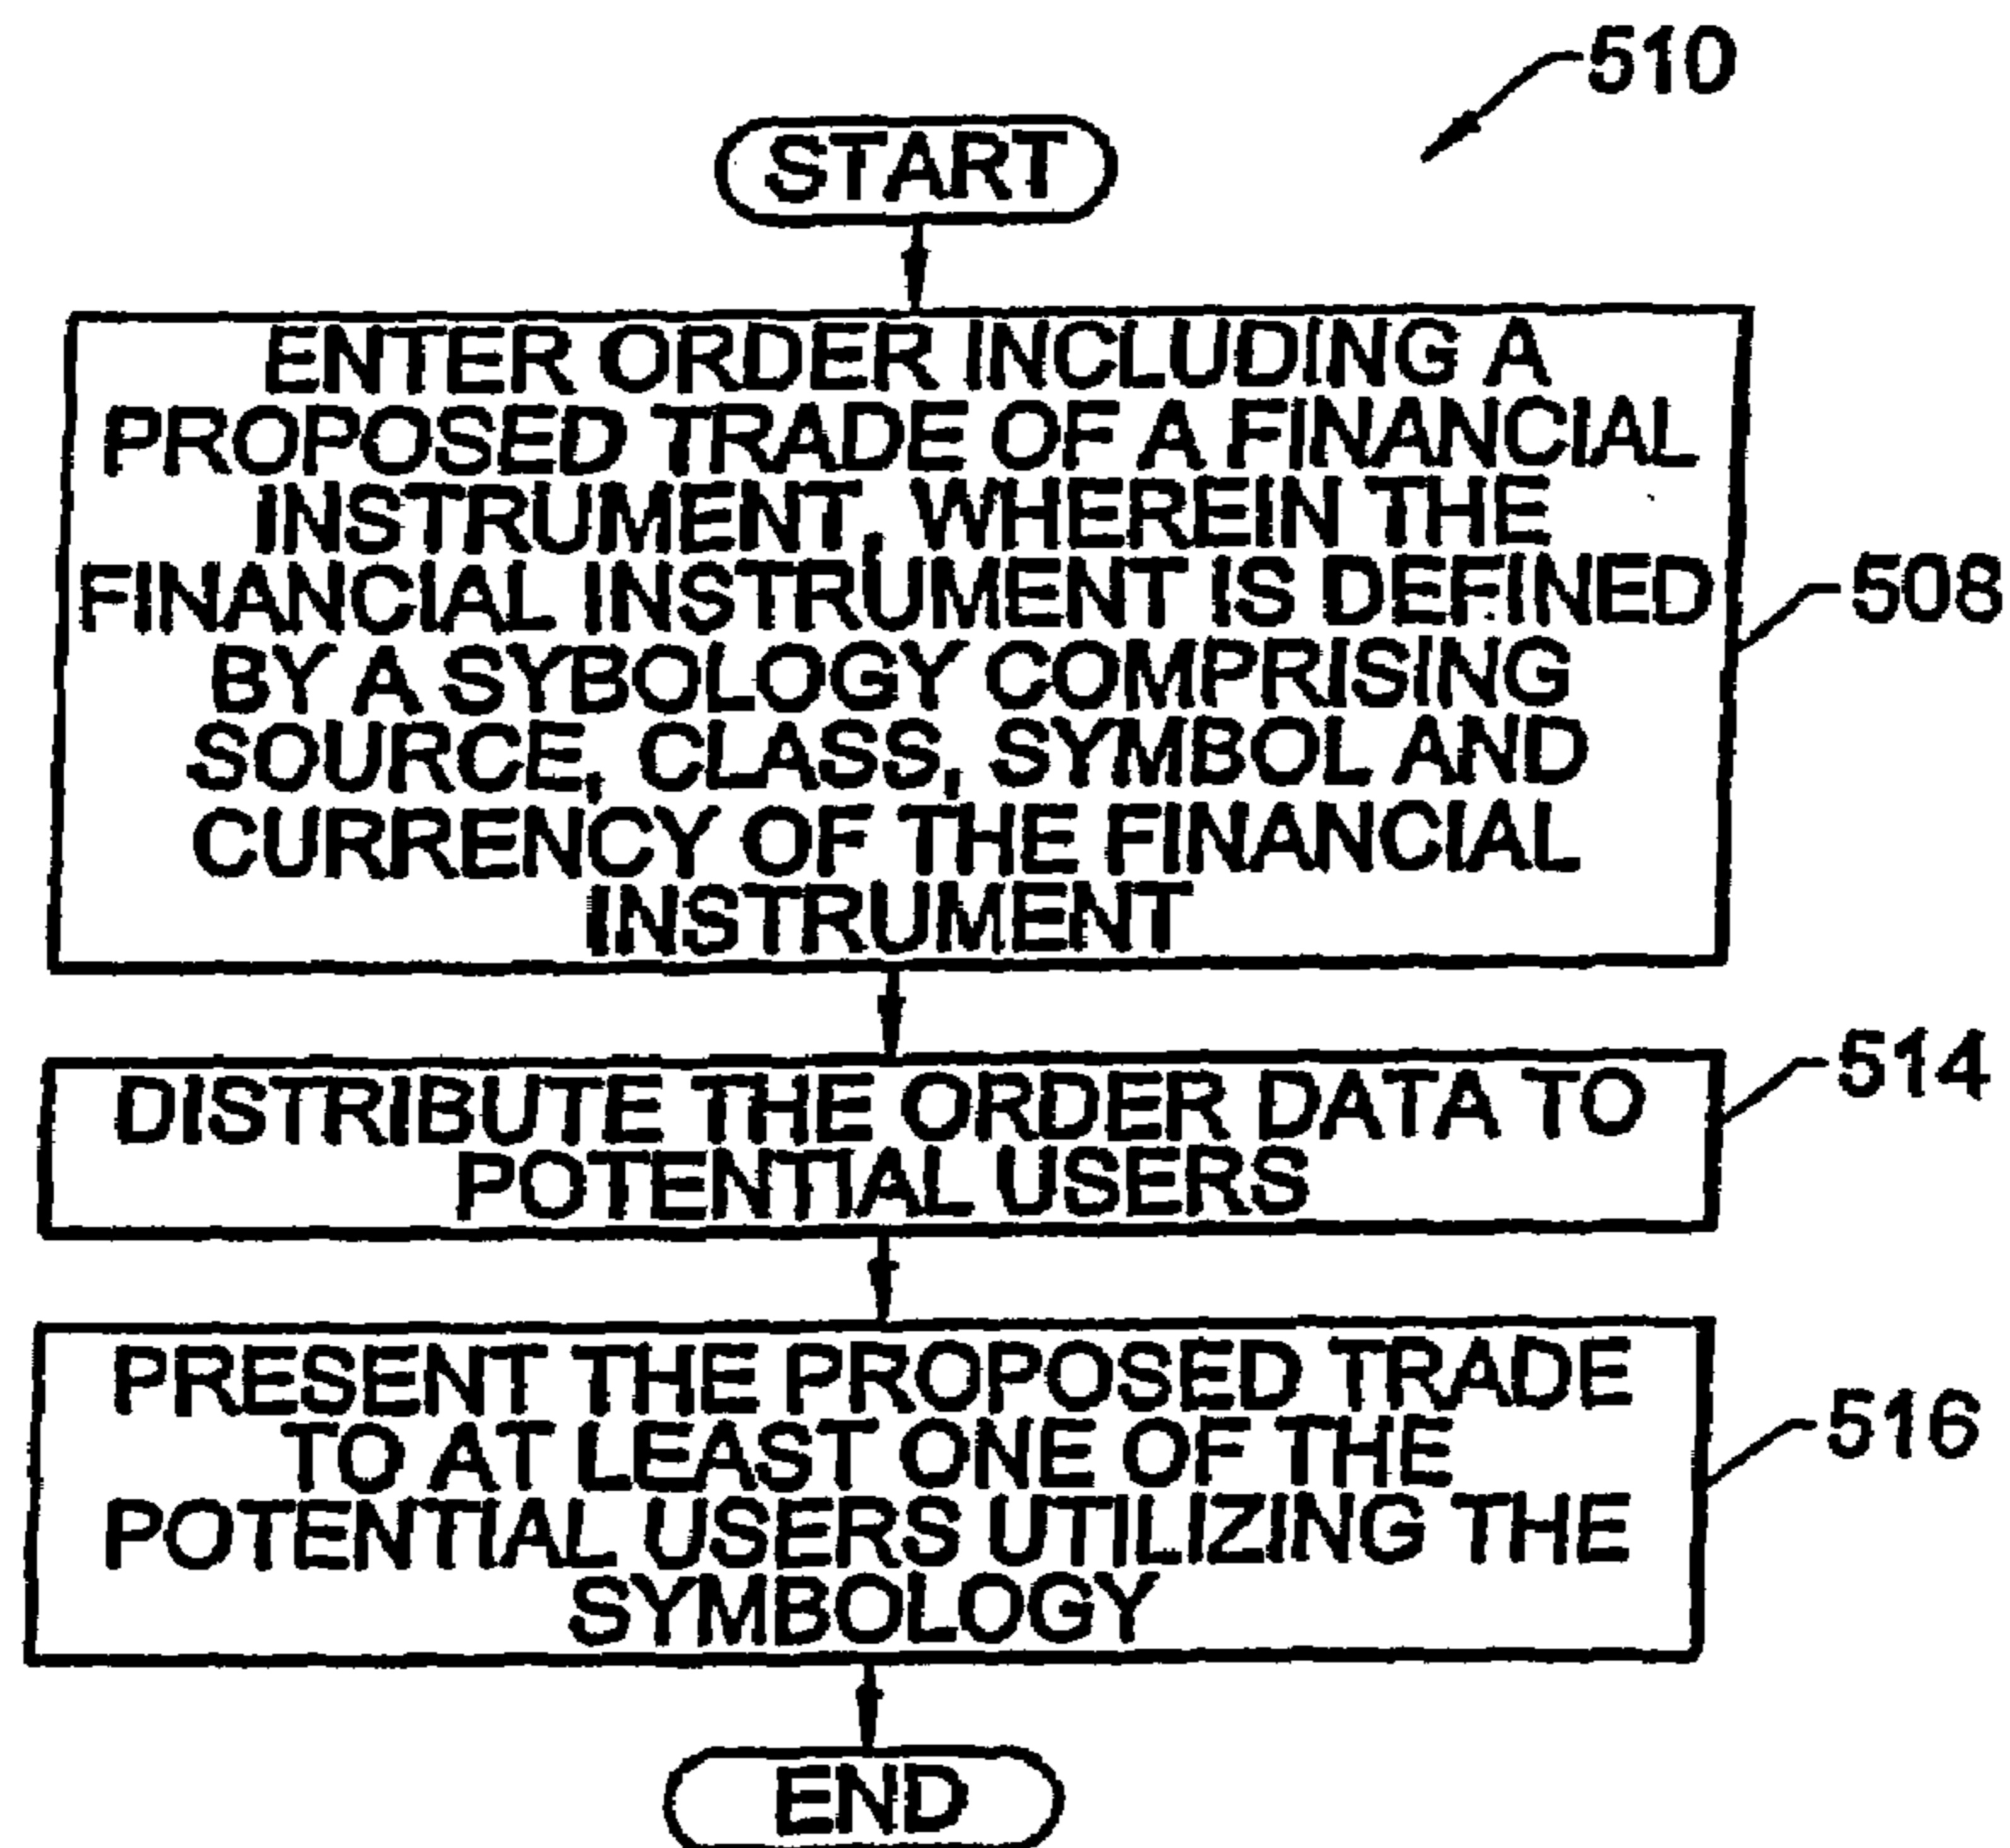 510
START
ENTER ORDER INCLUDING A
PROPOSED TRADE OF A FINANCIAL
INSTRUMENT, WHEREIN THE
FINANCIAL INSTRUMENT IS DEFINED
BY A SYBOLOGY COMPRISING
SOURCE, CLASS, SYMBOL AND
CURRENCY OF THE FINANCIAL
INSTRUMENT
508
DISTRIBUTE THE ORDER DATA TO
POTENTIAL USERS
514
PRESENT THE PROPOSED TRADE
TO AT LEAST ONE OF THE
POTENTIAL USERS UTILIZING THE
SYMBOLOGY
516
END